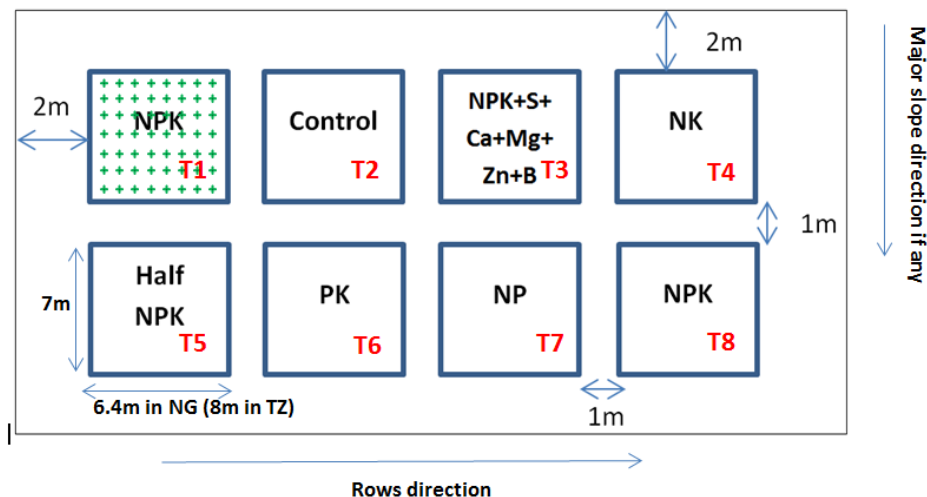 2m
2m
NPK
T1
Control
T2
NPK+S+
Ca+Mg+
Zn+B
T3
NK
T4
1m
Major slope direction if any
7m
Half
NPK
T5
PK
T6
NP
T7
NPK
T8
6.4m in NG (8m in TZ)
1m
Rows direction